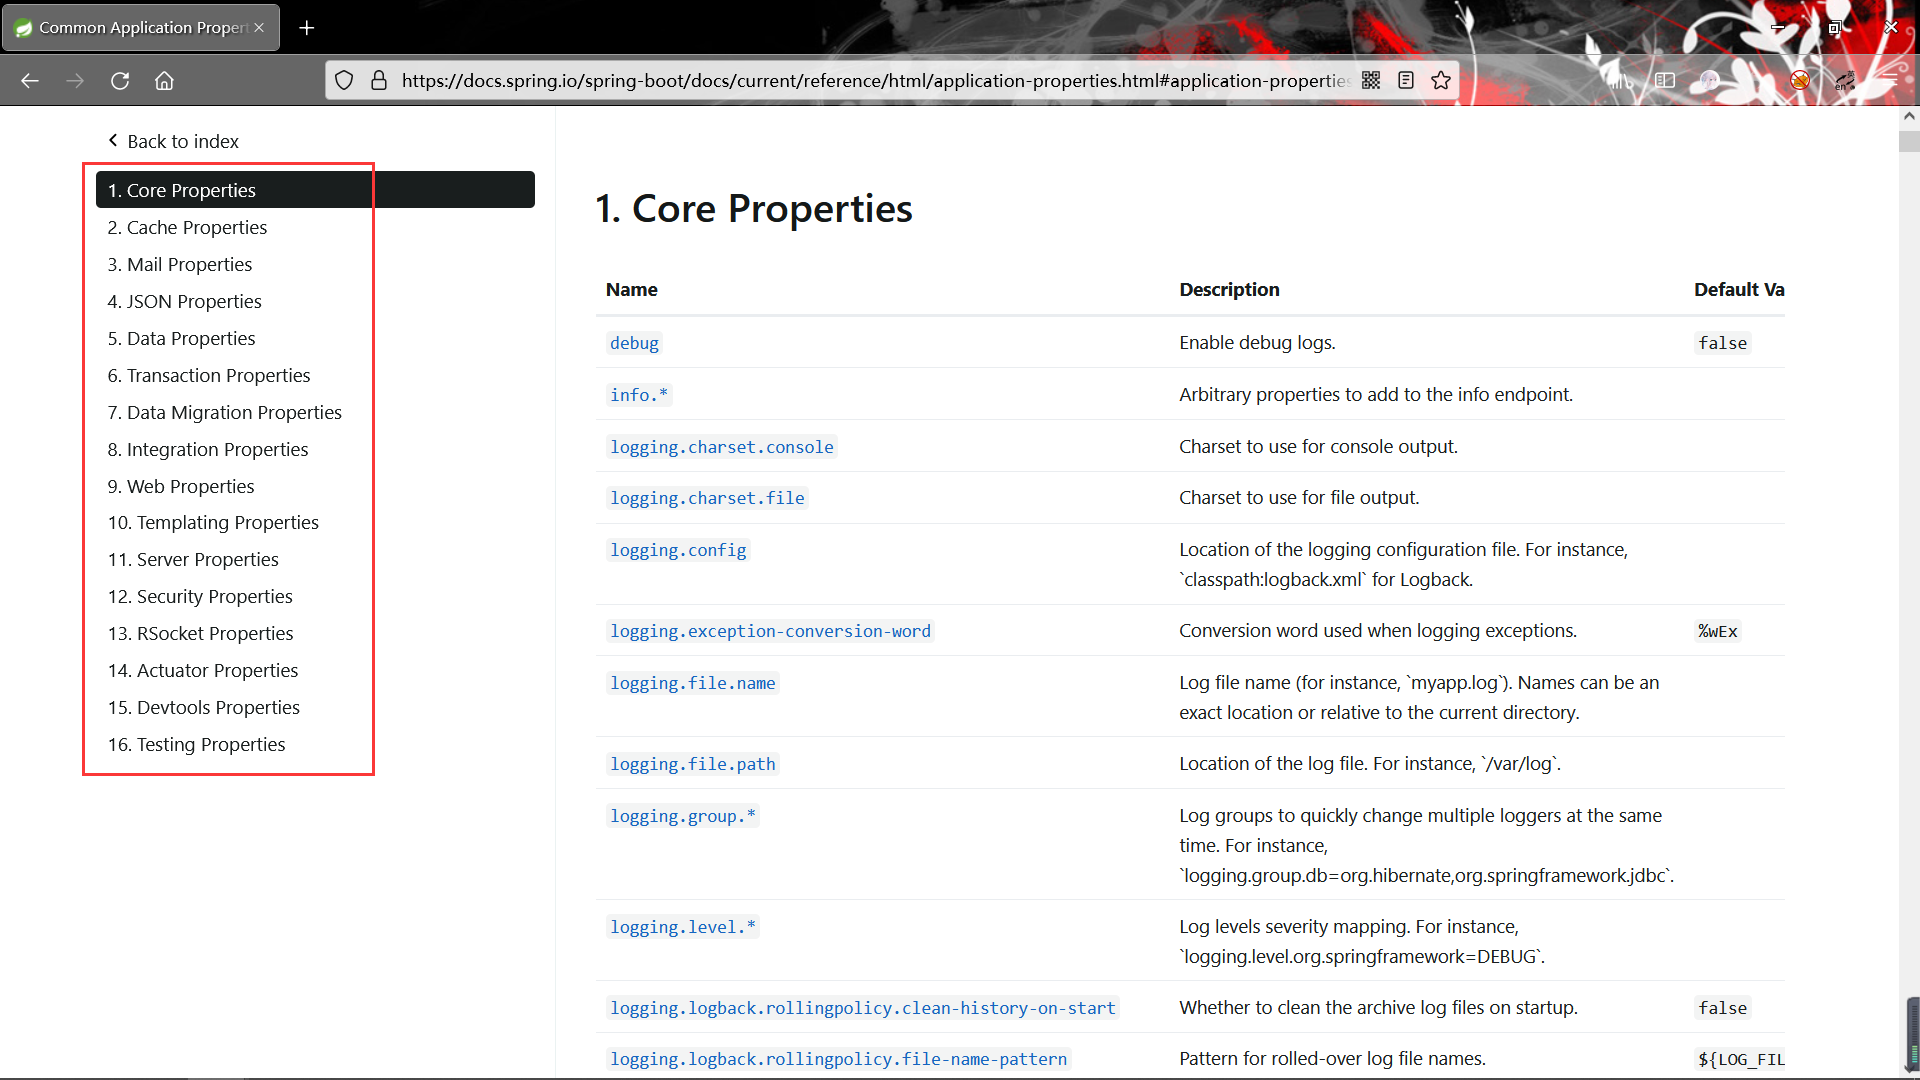 Common Application Proper
https://docs.spring.io/spring-boot/docs/current/reference/html/application-properties.html#application-properties
Back to index
1. Core Properties
2. Cache Properties
3. Mail Properties
4. JSON Properties
5. Data Properties
6. Transaction Properties
7. Data Migration Properties
8. Integration Properties
9. Web Properties
10. Templating Properties
11. Server Properties
12. Security Properties
13. RSocket Properties
14. Actuator Properties
15. Devtools Properties
16. Testing Properties
1. Core Properties
Name Description Default Va
debug Enable debug logs. false
info.* Arbitrary properties to add to the info endpoint.
logging.charset.console Charset to use for console output.
logging.charset.file Charset to use for file output.
logging.config Location of the logging configuration file. For instance,
`classpath:logback.xml` for Logback.
logging.exception-conversion-word Conversion word used when logging exceptions. %wEx
logging.file.name Log file name (for instance, `myapp.log`). Names can be an
exact location or relative to the current directory.
logging.file.path Location of the log file. For instance, `/var/log`.
logging.group.* Log groups to quickly change multiple loggers at the same
time. For instance,
`logging.group.db=org.hibernate,org.springframework.jdbc`.
logging.level.* Log levels severity mapping. For instance,
`logging.level.org.springframework=DEBUG`.
logging.logback.rollingpolicy.clean-history-on-start Whether to clean the archive log files on startup. false
logging.logback.rollingpolicy.file-name-pattern Pattern for rolled-over log file names. ${LOG_FIL